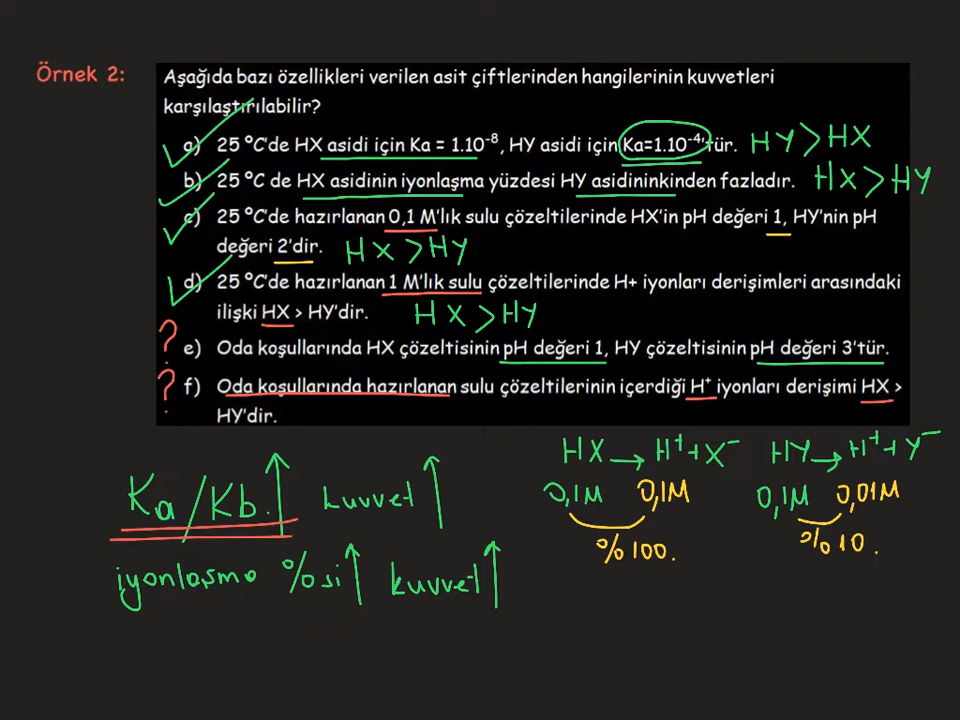 Örnek 2:
Aşağıda bazı özellikleri verilen asit çiftlerinden hangilerinin kuvvetleri
karşılaştırılabilir?
a) 25 ºC'de HX asidi için Ka = 1.10⁻⁸, HY asidi için Ka=1.10⁻⁴'tür. HY > HX
b) 25 ºC de HX asidinin iyonlaşma yüzdesi HY asidininkinden fazladır. HX > HY
c) 25 ºC'de hazırlanan 0,1 M'lık sulu çözeltilerinde HX'in pH değeri 1, HY'nin pH
değeri 2'dir. HX > HY
d) 25 ºC'de hazırlanan 1 M'lık sulu çözeltilerinde H+ iyonları derişimleri arasındaki
ilişki HX > HY'dir. HX > HY
? e) Oda koşullarında HX çözeltisinin pH değeri 1, HY çözeltisinin pH değeri 3'tür.
? f) Oda koşullarında hazırlanan sulu çözeltilerinin içerdiği H⁺ iyonları derişimi HX >
HY'dir.
HX → H⁺ + X⁻ HY → H⁺ + Y⁻
Ka/Kb ↑ kuvvet ↑ 0,1M 0,1M 0,1M 0,01M
% 100. % 10.
iyonlaşma % si ↑ kuvvet ↑